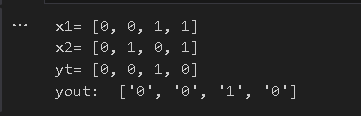 ... x1= [0, 0, 1, 1]
x2= [0, 1, 0, 1]
yt= [0, 0, 1, 0]
yout:  ['0', '0', '1', '0']